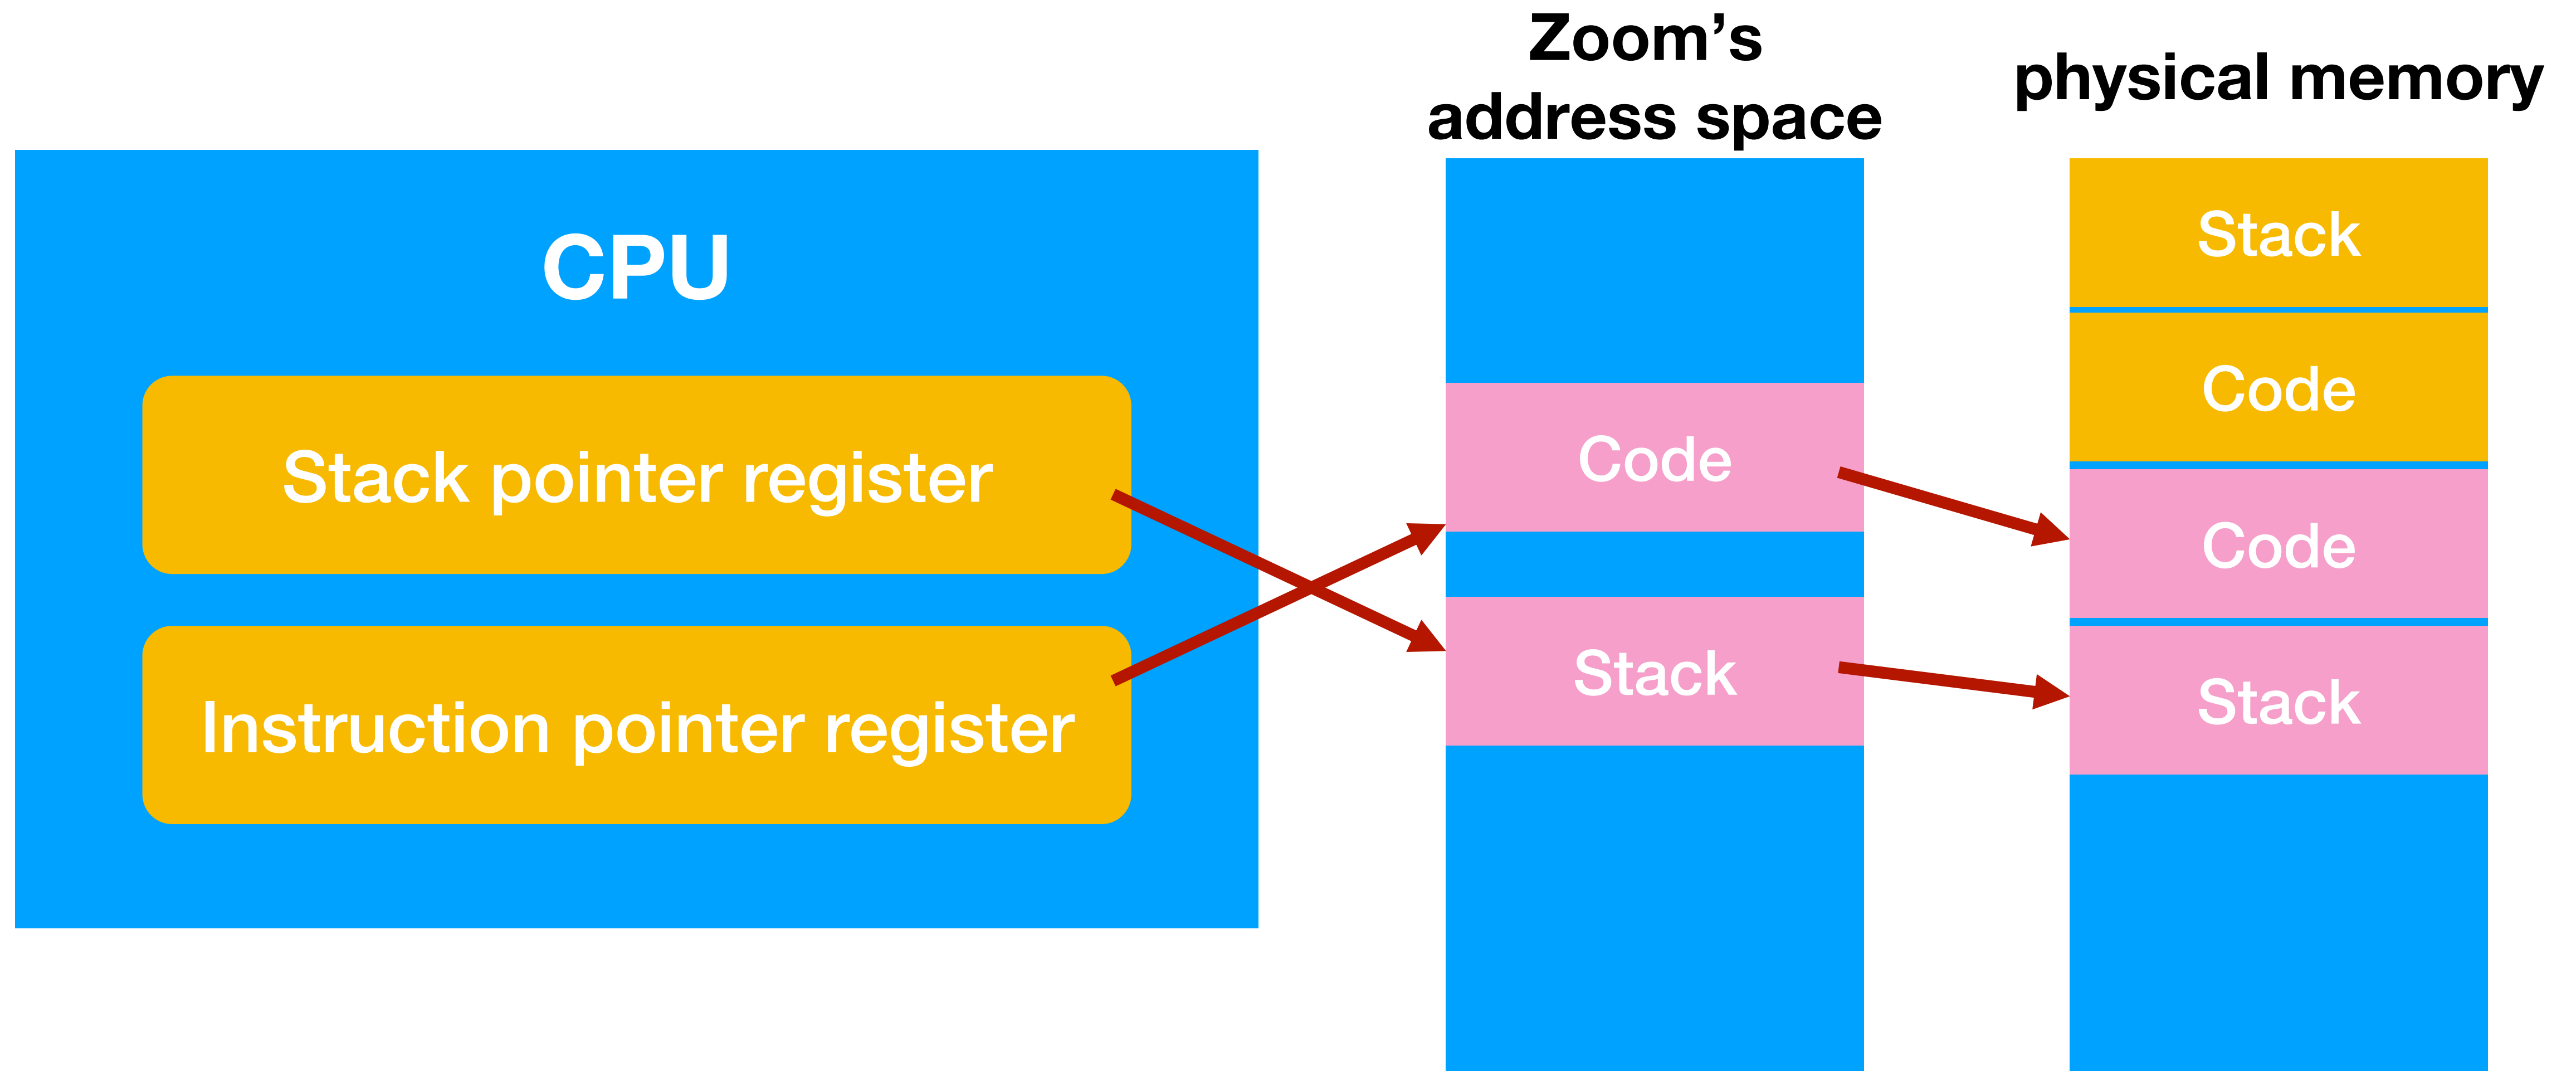 Zoom’s
address space
physical memory
CPU
Stack pointer register
Instruction pointer register
Code
Stack
Stack
Code
Code
Stack